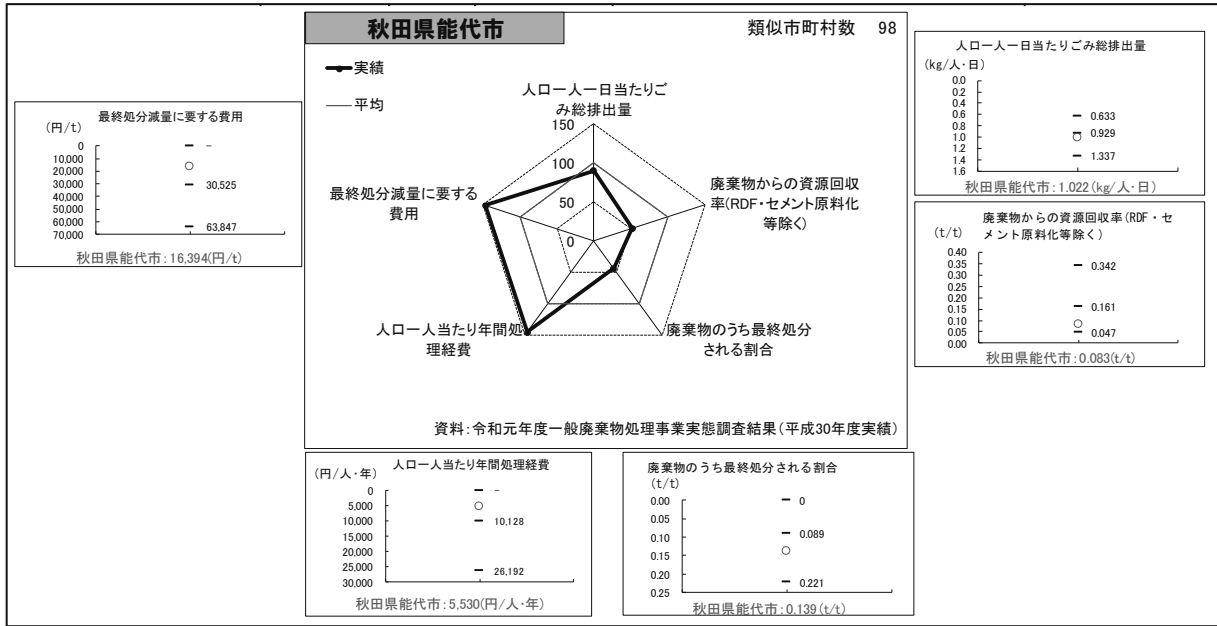 秋田県能代市
類似市町村数 98
実績
平均
人口一人一日当たりご
み総排出量
150
100
50
0
廃棄物からの資源回収
率(RDF・セメント原料化
等除く)
廃棄物のうち最終処分
される割合
人口一人当たり年間処
理経費
最終処分減量に要する
費用
資料:令和元年度一般廃棄物処理事業実態調査結果(平成30年度実績)
最終処分減量に要する費用
(円/t)
0
10,000
20,000
30,000
40,000
50,000
60,000
70,000
-
30,525
63,847
秋田県能代市:16,394(円/t)
人口一人一日当たりごみ総排出量
(kg/人・日)
0.0
0.2
0.4
0.6
0.8
1.0
1.2
1.4
1.6
0.633
0.929
1.337
秋田県能代市:1.022(kg/人・日)
廃棄物からの資源回収率(RDF・セ
メント原料化等除く)
(t/t)
0.40
0.35
0.30
0.25
0.20
0.15
0.10
0.05
0.00
0.342
0.161
0.047
秋田県能代市:0.083(t/t)
人口一人当たり年間処理経費
(円/人・年)
0
5,000
10,000
15,000
20,000
25,000
30,000
-
10,128
26,192
秋田県能代市:5,530(円/人・年)
廃棄物のうち最終処分される割合
(t/t)
0.00
0.05
0.10
0.15
0.20
0.25
0
0.089
0.221
秋田県能代市:0.139(t/t)